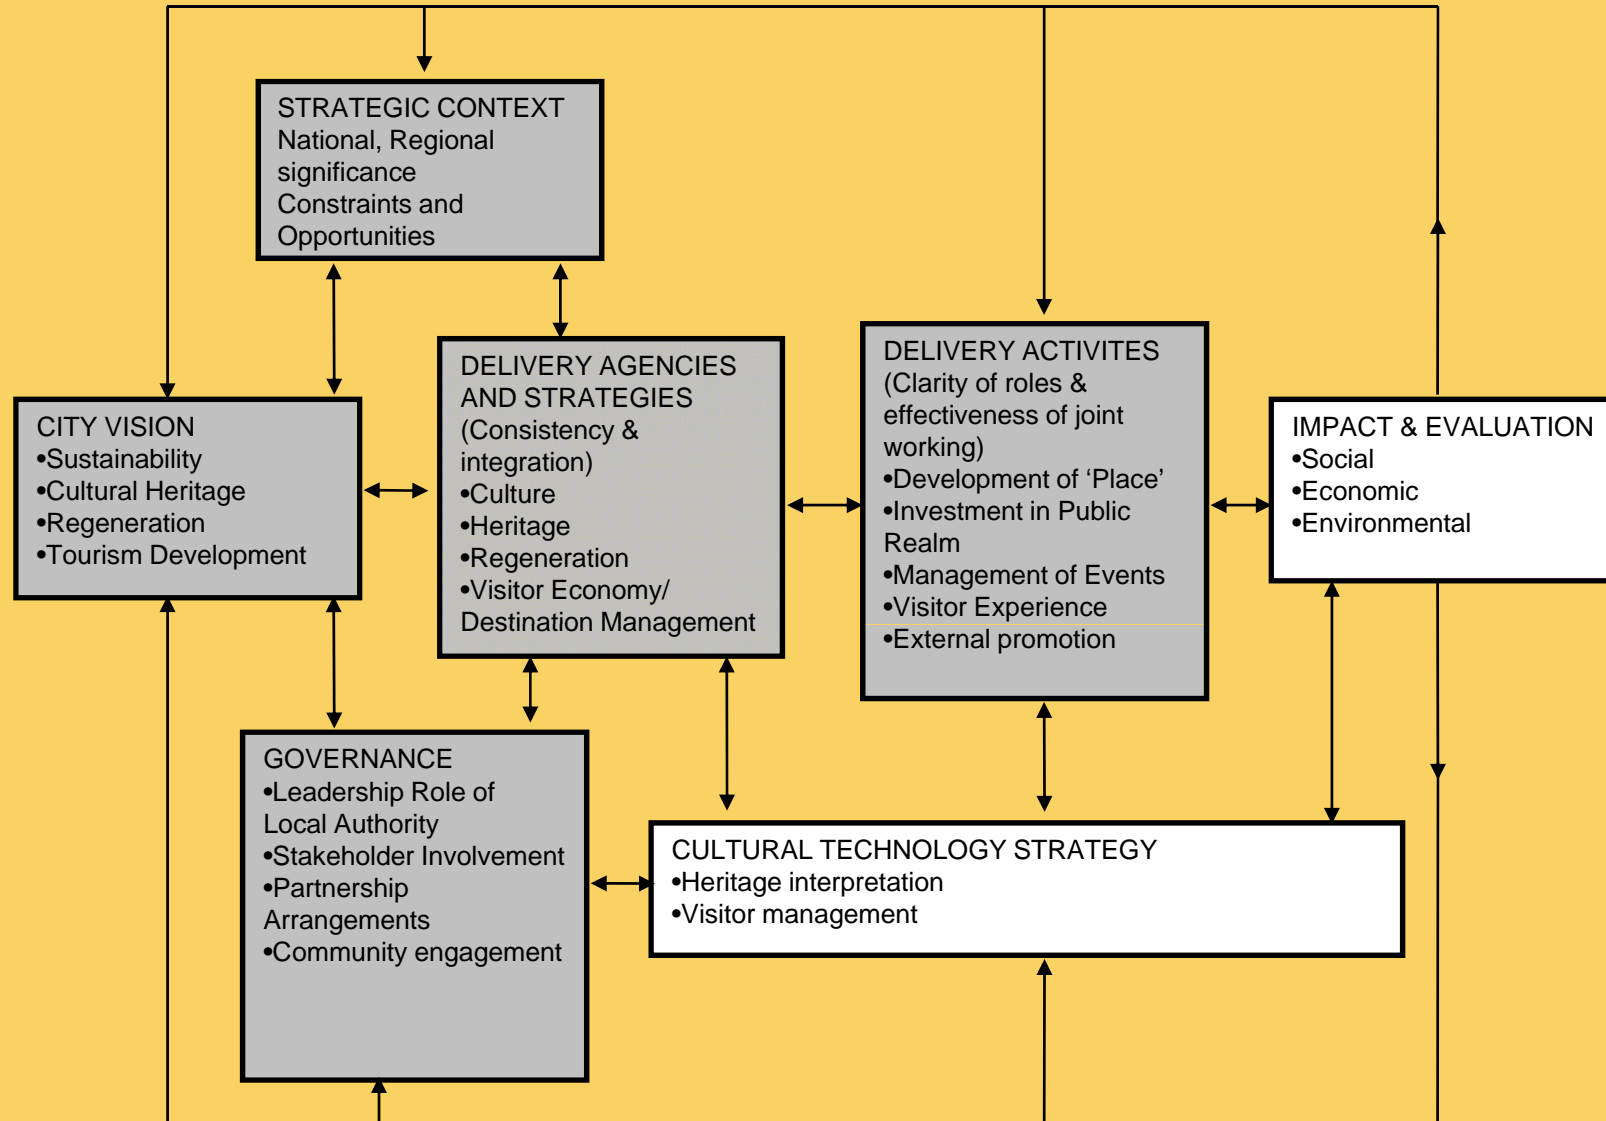 STRATEGIC CONTEXT
National, Regional
significance
Constraints and
Opportunities
CITY VISION
•Sustainability
•Cultural Heritage
•Regeneration
•Tourism Development
DELIVERY AGENCIES
AND STRATEGIES
(Consistency &
integration)
•Culture
•Heritage
•Regeneration
•Visitor Economy/
Destination Management
DELIVERY ACTIVITES
(Clarity of roles &
effectiveness of joint
working)
•Development of ‘Place’
•Investment in Public
Realm
•Management of Events
•Visitor Experience
•External promotion
IMPACT & EVALUATION
•Social
•Economic
•Environmental
GOVERNANCE
•Leadership Role of
Local Authority
•Stakeholder Involvement
•Partnership
Arrangements
•Community engagement
CULTURAL TECHNOLOGY STRATEGY
•Heritage interpretation
•Visitor management